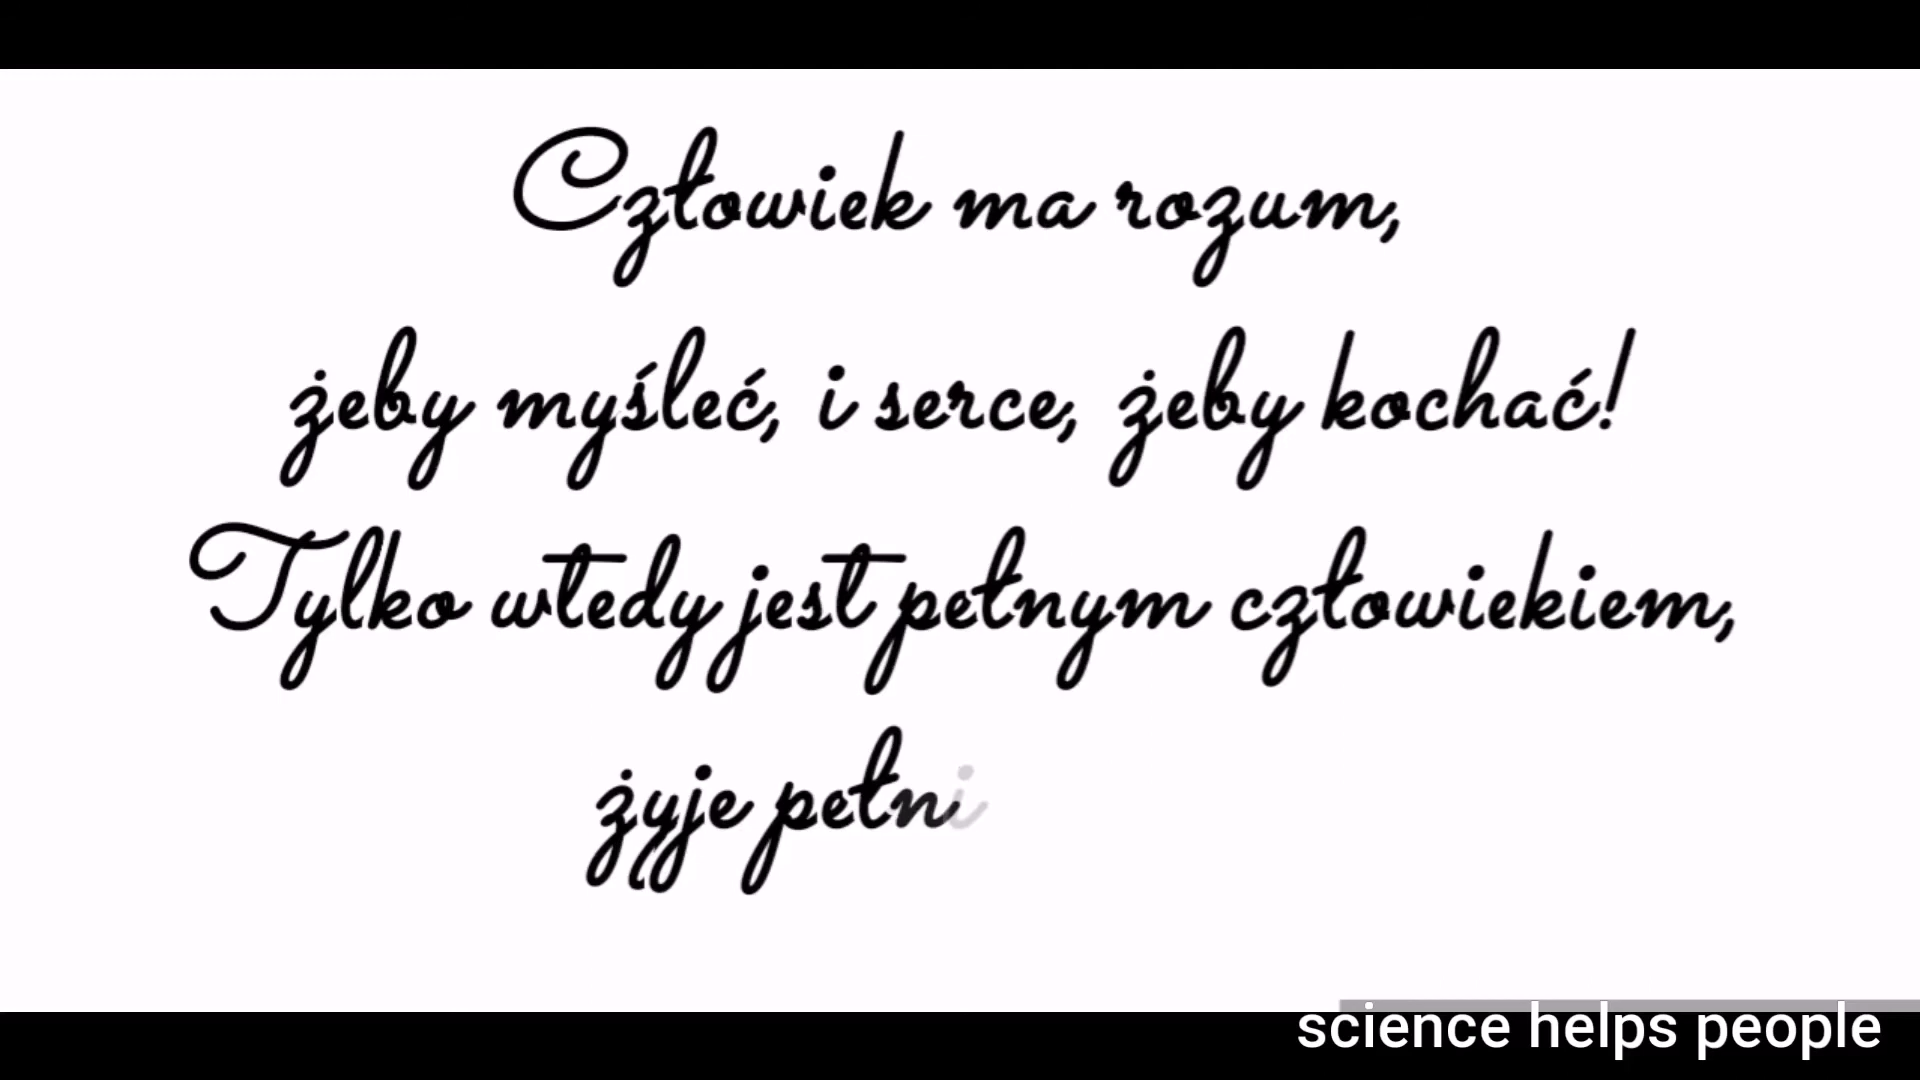 Człowiek ma rozum,
żeby myśleć, i serce, żeby kochać!
Tylko wtedy jest pełnym człowiekiem,
żyje pełni
science helps people